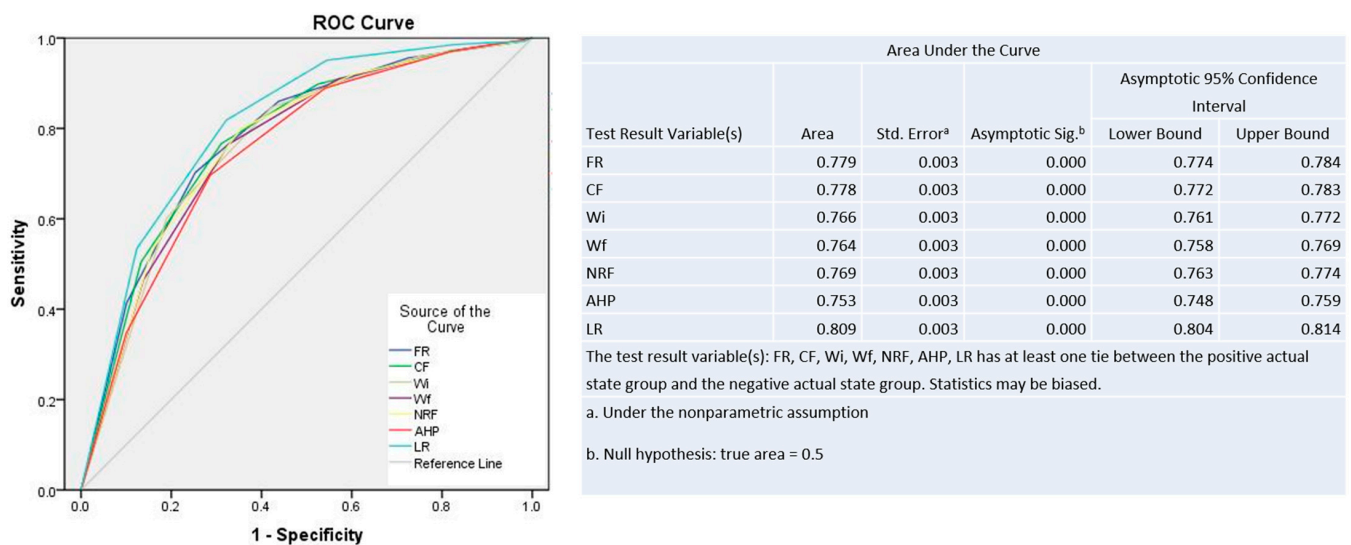 ROC Curve
1.0
0.8
0.6
0.4
0.2
0.0
Sensitivity
0.0 0.2 0.4 0.6 0.8 1.0
1 - Specificity
Source of the
Curve
FR
CF
Wi
Wf
NRF
AHP
LR
Reference Line
Area Under the Curve
Asymptotic 95% Confidence
Interval
Test Result Variable(s) Area Std. Errorᵃ Asymptotic Sig.ᵇ Lower Bound Upper Bound
FR 0.779 0.003 0.000 0.774 0.784
CF 0.778 0.003 0.000 0.772 0.783
Wi 0.766 0.003 0.000 0.761 0.772
Wf 0.764 0.003 0.000 0.758 0.769
NRF 0.769 0.003 0.000 0.763 0.774
AHP 0.753 0.003 0.000 0.748 0.759
LR 0.809 0.003 0.000 0.804 0.814
The test result variable(s): FR, CF, Wi, Wf, NRF, AHP, LR has at least one tie between the positive actual
state group and the negative actual state group. Statistics may be biased.
a. Under the nonparametric assumption
b. Null hypothesis: true area = 0.5